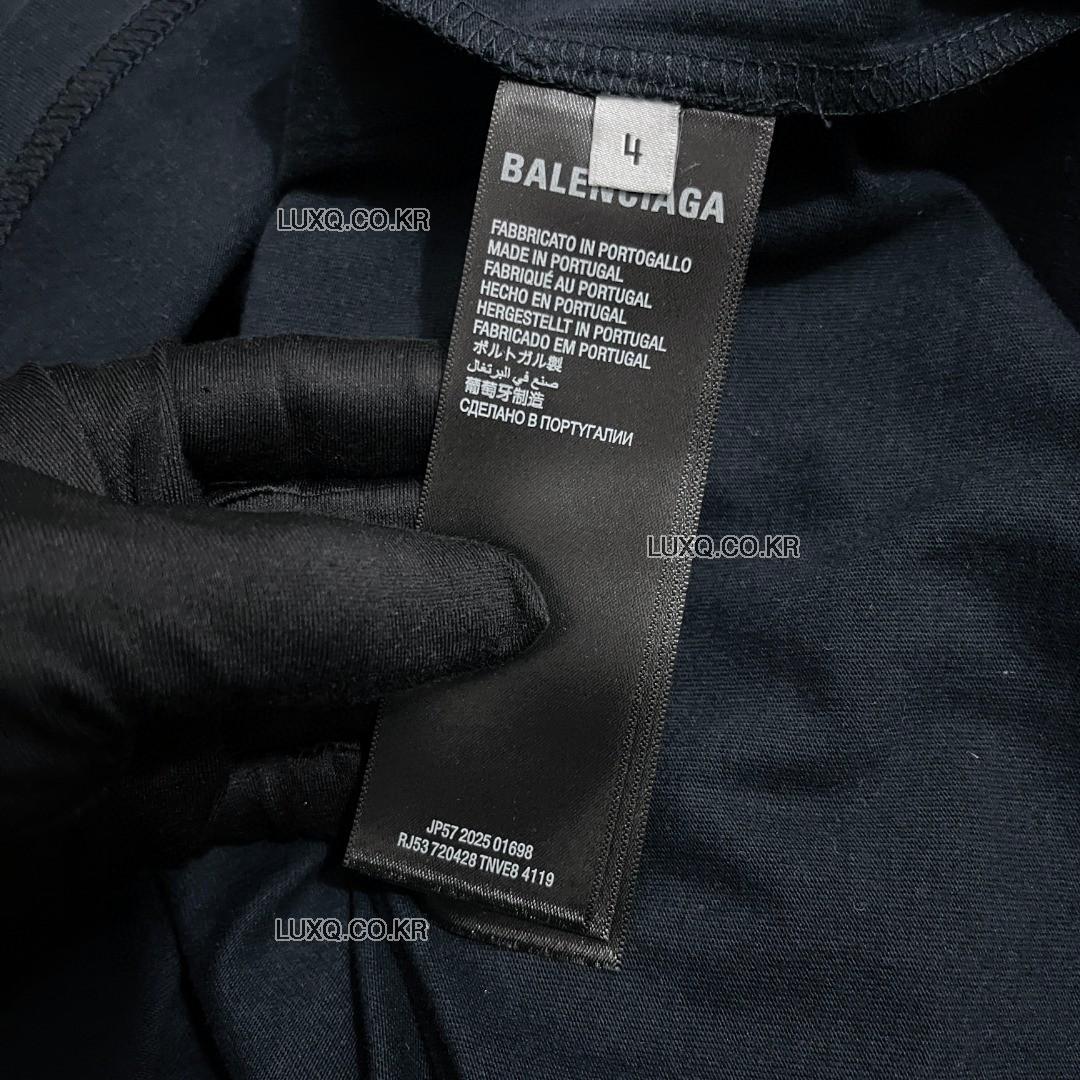 4
BALENCIAGA
FABBRICATO IN PORTOGALLO
MADE IN PORTUGAL
FABRIQUÉ AU PORTUGAL
HECHO EN PORTUGAL
HERGESTELLT IN PORTUGAL
FABRICADO EM PORTUGAL
ポルトガル製
صنع في البرتغال
葡萄牙制造
СДЕЛАНО В ПОРТУГАЛИИ
JP57 2025 01698
RJ53 720428 TNVE8 4119
LUXQ.CO.KR
LUXQ.CO.KR
LUXQ.CO.KR